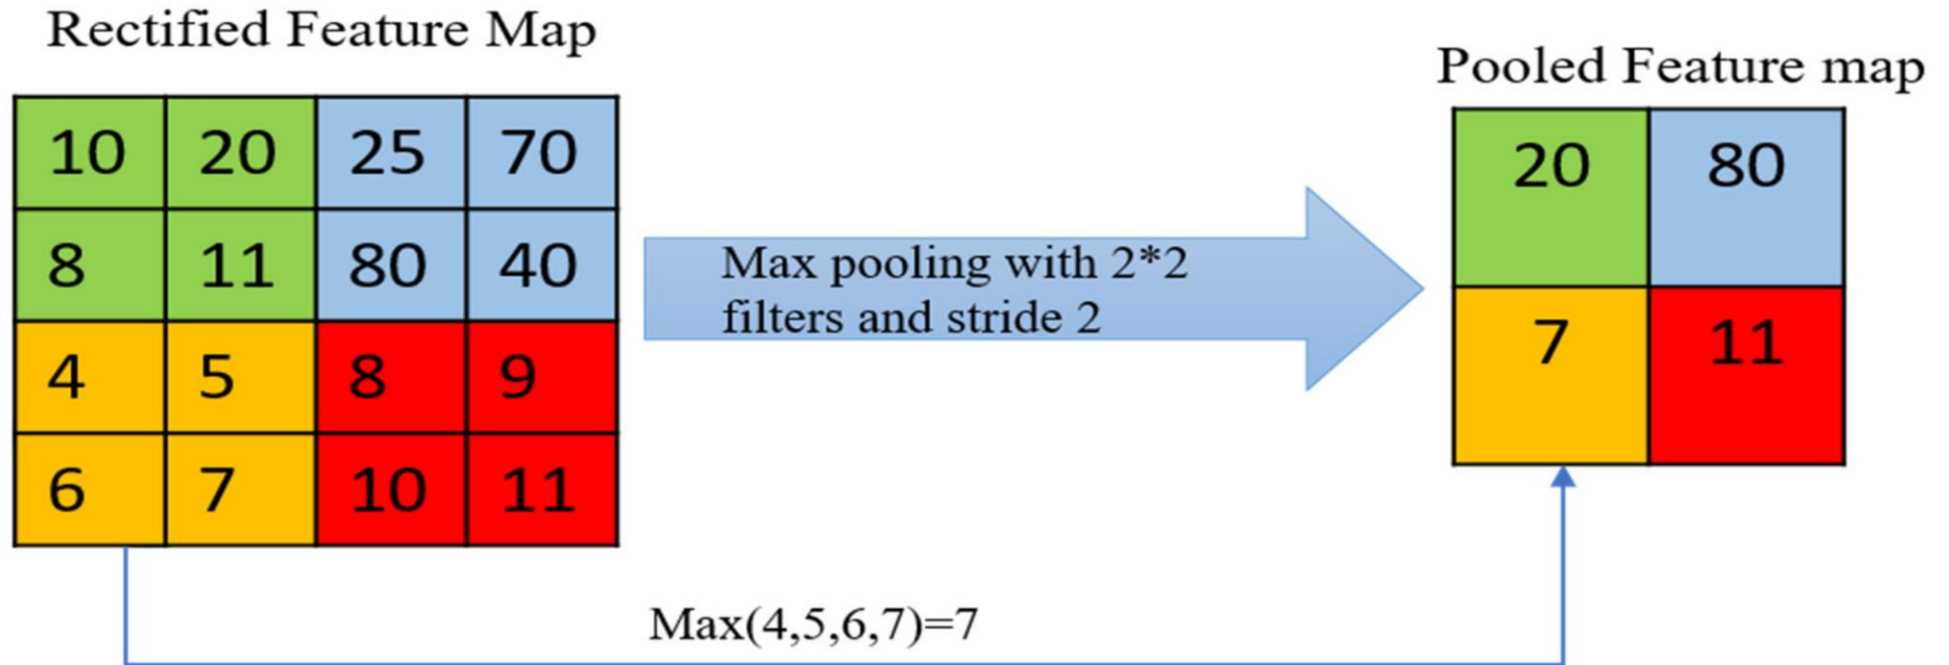 Rectified Feature Map
Pooled Feature map
10 20 25 70
8 11 80 40
4 5 8 9
6 7 10 11
Max pooling with 2*2
filters and stride 2
20 80
7 11
Max(4,5,6,7)=7